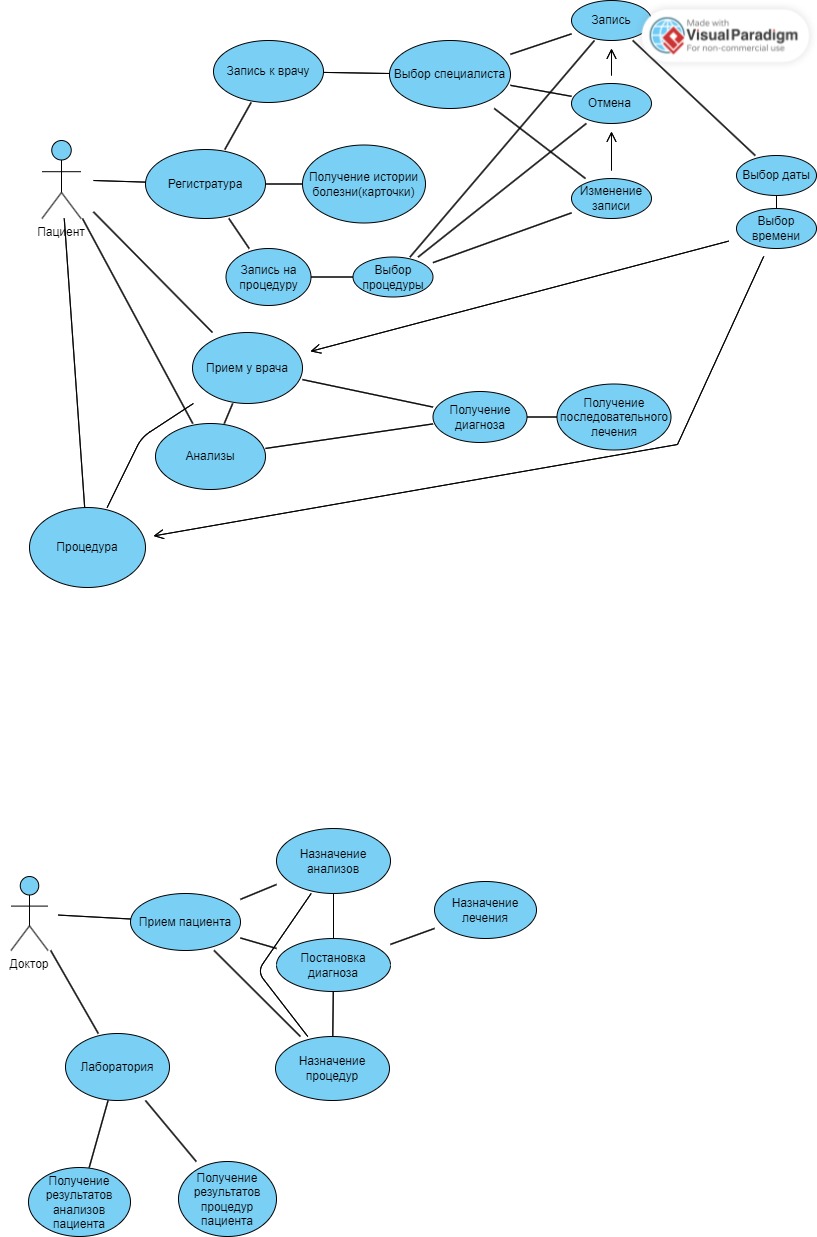 Запись
Made with
VisualParadigm
For non-commercial use
Запись к врачу
Выбор специалиста
Отмена
Регистратура
Получение истории
болезни(карточки)
Изменение
записи
Выбор даты
Выбор
времени
Пациент
Запись на
процедуру
Выбор
процедуры
Прием у врача
Получение
диагноза
Получение
последовательного
лечения
Анализы
Процедура
Назначение
анализов
Назначение
лечения
Прием пациента
Доктор
Постановка
диагноза
Лаборатория
Назначение
процедур
Получение
результатов
анализов
пациента
Получение
результатов
процедур
пациента